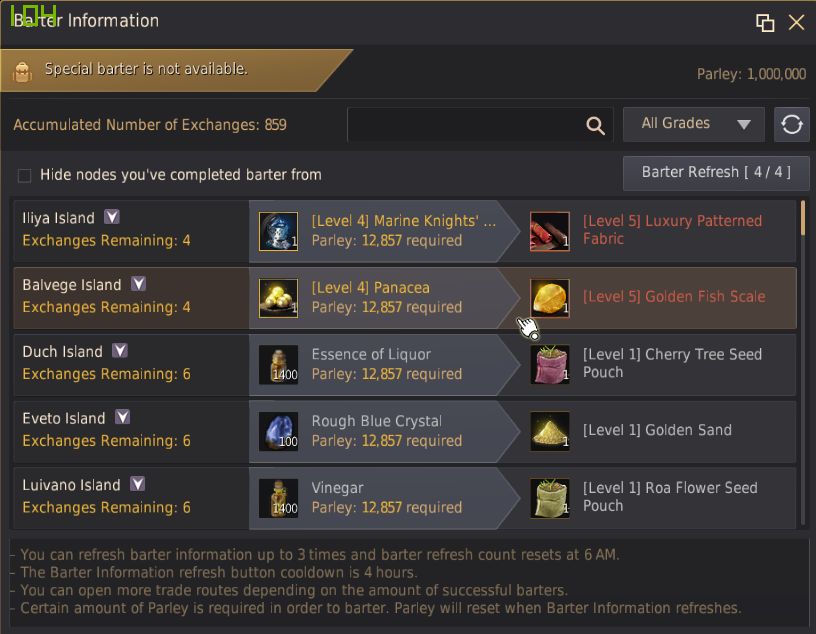 L04
Barter Information
Special barter is not available.
Parley: 1,000,000
Accumulated Number of Exchanges: 859
All Grades
Hide nodes you've completed barter from
Barter Refresh [ 4 / 4 ]
Iliya Island
Exchanges Remaining: 4
1
[Level 4] Marine Knights' ...
Parley: 12,857 required
1
[Level 5] Luxury Patterned
Fabric
Balvege Island
Exchanges Remaining: 4
1
[Level 4] Panacea
Parley: 12,857 required
1
[Level 5] Golden Fish Scale
Duch Island
Exchanges Remaining: 6
1400
Essence of Liquor
Parley: 12,857 required
1
[Level 1] Cherry Tree Seed
Pouch
Eveto Island
Exchanges Remaining: 6
100
Rough Blue Crystal
Parley: 12,857 required
1
[Level 1] Golden Sand
Luivano Island
Exchanges Remaining: 6
1400
Vinegar
Parley: 12,857 required
1
[Level 1] Roa Flower Seed
Pouch
- You can refresh barter information up to 3 times and barter refresh count resets at 6 AM.
- The Barter Information refresh button cooldown is 4 hours.
- You can open more trade routes depending on the amount of successful barters.
- Certain amount of Parley is required in order to barter. Parley will reset when Barter Information refreshes.